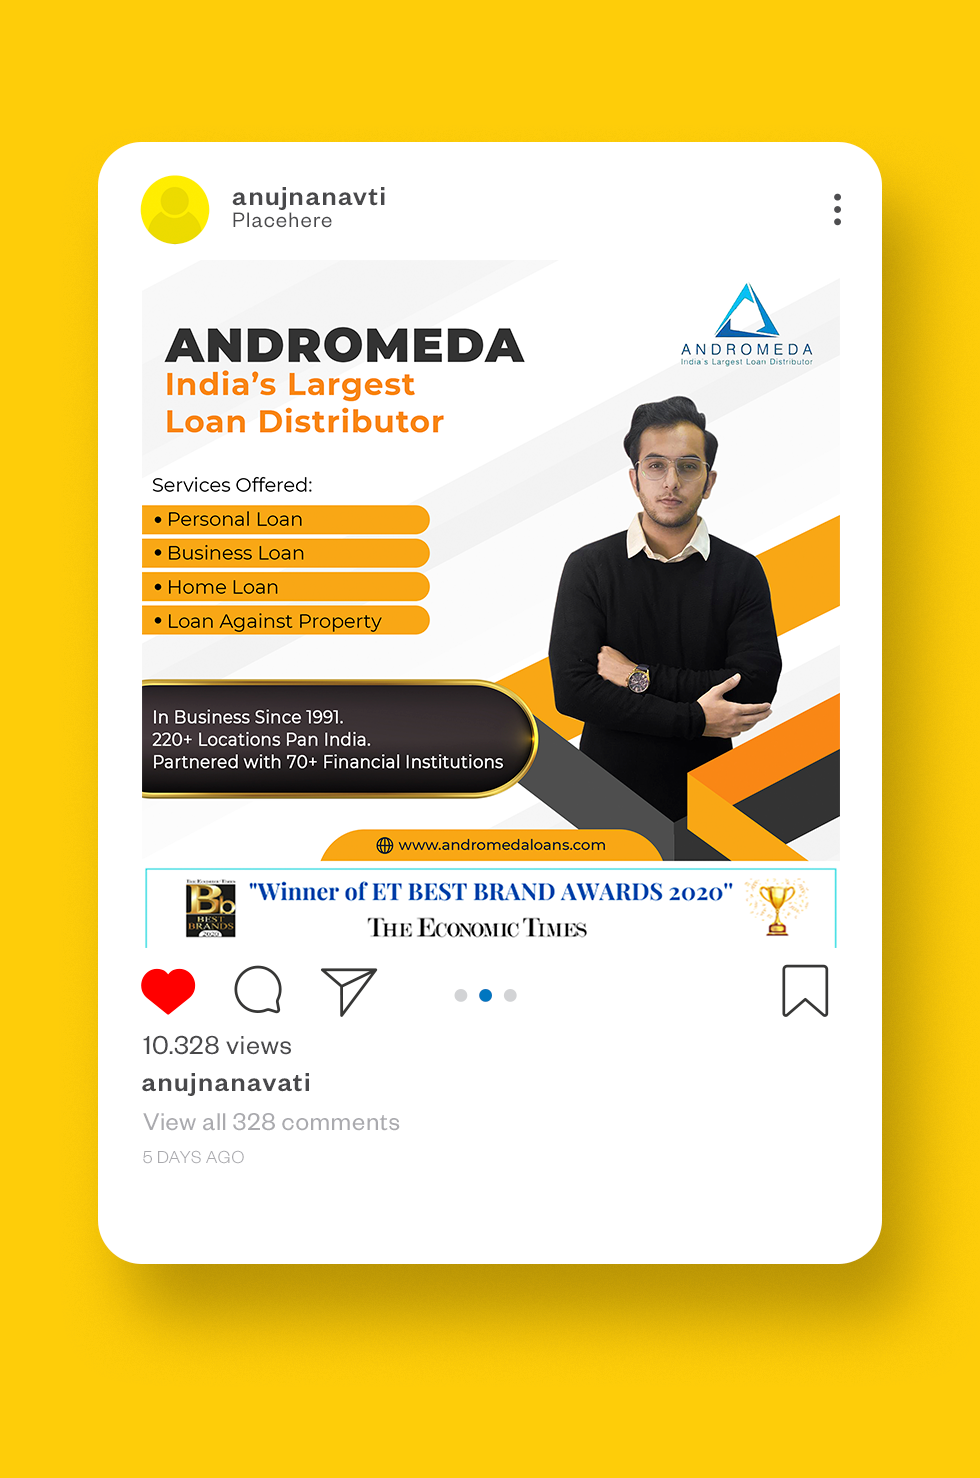 anujnanavti
Placehere
ANDROMEDA
India's Largest Loan Distributor
ANDROMEDA
India's Largest
Loan Distributor
Services Offered:
• Personal Loan
• Business Loan
• Home Loan
• Loan Against Property
In Business Since 1991.
220+ Locations Pan India.
Partnered with 70+ Financial Institutions
www.andromedaloans.com
THE ECONOMIC TIMES
Bb
BEST
BRANDS
2020
"Winner of ET BEST BRAND AWARDS 2020"
THE ECONOMIC TIMES
10.328 views
anujnanavati
View all 328 comments
5 DAYS AGO